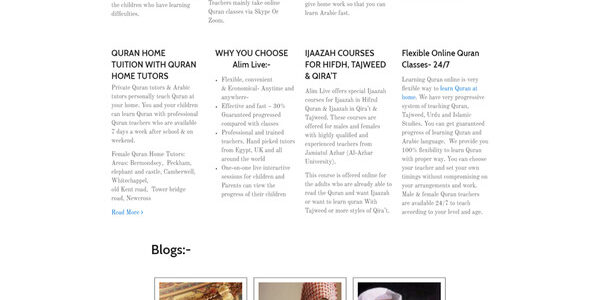 the children who have learning
difficulties.
Teachers mainly take online
Quran classes via Skype Or
Zoom.
give home work so that you can
learn Arabic fast.
QURAN HOME
TUITION WITH QURAN
HOME TUTORS
Private Quran tutors & Arabic
tutors personally teach Quran at
your home. You and your children
can learn Quran with professional
Quran teachers who are available
7 days a week after school & on
weekend.
Female Quran Home Tutors:
Areas: Bermondsey, Peckham,
elephant and castle, Camberwell,
Whitechappel,
old Kent road, Tower bridge
road, Newcross
Read More >
WHY YOU CHOOSE
Alim Live:-
• Flexible, convenient
& Economical- Anytime and
anywhere-
• Effective and fast – 30%
Guaranteed progressed
compared with classes
• Professional and trained
teachers. Hand picked tutors
from Egypt, UK and all
around the world
• One-on-one live interactive
sessions for children and
Parents can view the
progress of their children
IJAAZAH COURSES
FOR HIFDH, TAJWEED
& QIRA'T
Alim Live offers special Ijazah
courses for Ijazah in Hifzul
Quran & Ijazah in Qira't &
Tajweed. These courses are
offered for males and females
with highly qualified and
experienced teachers from
Jamiatul Azhar (Al-Azhar
University).
This course is offered online for
the adults who are already able to
read the Quran and want Ijazah
or want to learn quran With
Tajweed or more styles of Qira't.
Flexible Online Quran
Classes- 24/7
Learning Quran online is very
flexible way to learn Quran at
home. We have very progressive
system of teaching Quran,
Tajweed, Urdu and Islamic
Studies. You can get guaranteed
progress of learning Quran and
Arabic language. We provide you
100% flexibility to learn Quran
with proper way. You can choose
your teacher and set your own
timings without compromising on
your arrangements and work.
Male & female Quran teachers
are available 24/7 to teach
according to your level and age.
Blogs:-